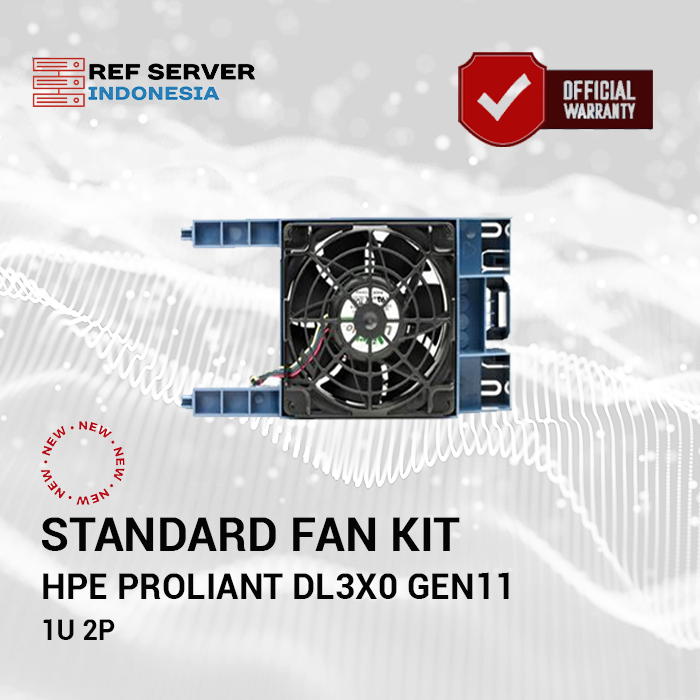 REF SERVER
INDONESIA
OFFICIAL
WARRANTY
NEW • NEW • NEW • NEW • NEW • NEW •
STANDARD FAN KIT
HPE PROLIANT DL3X0 GEN11
1U 2P